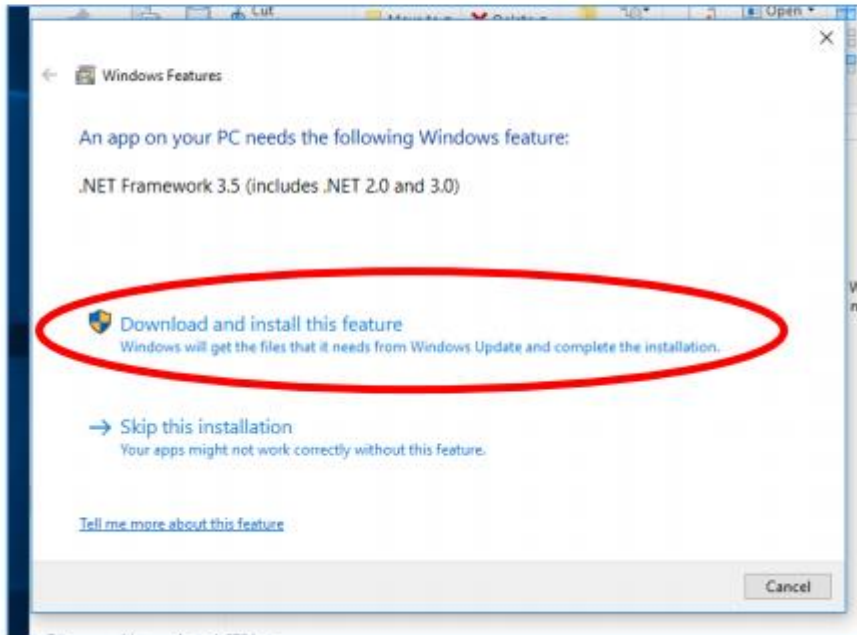 Cut
Open
Windows Features
An app on your PC needs the following Windows feature:
.NET Framework 3.5 (includes .NET 2.0 and 3.0)
Download and install this feature
Windows will get the files that it needs from Windows Update and complete the installation.
Skip this installation
Your apps might not work correctly without this feature.
Tell me more about this feature
Cancel